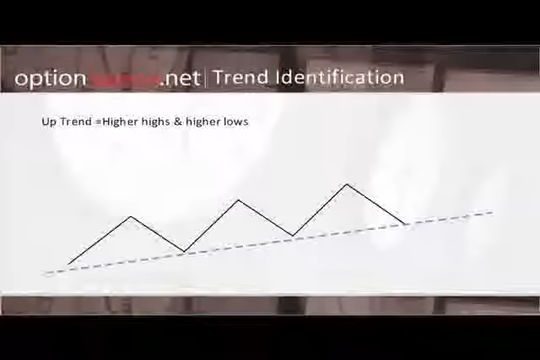 option .net | Trend Identification
Up Trend =Higher highs & higher lows